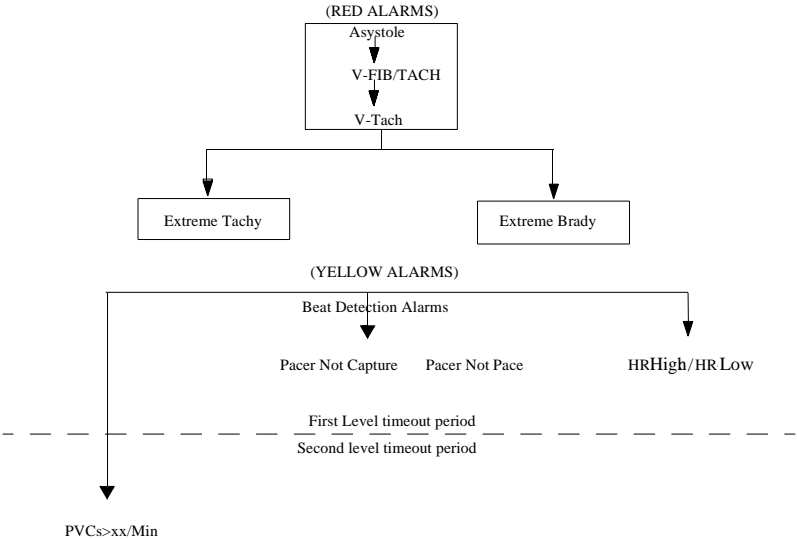 (RED ALARMS)
Asystole
V-FIB/TACH
V-Tach
Extreme Tachy
Extreme Brady
(YELLOW ALARMS)
Beat Detection Alarms
Pacer Not Capture
Pacer Not Pace
HRHigh/HR Low
First Level timeout period
Second level timeout period
PVCs>xx/Min